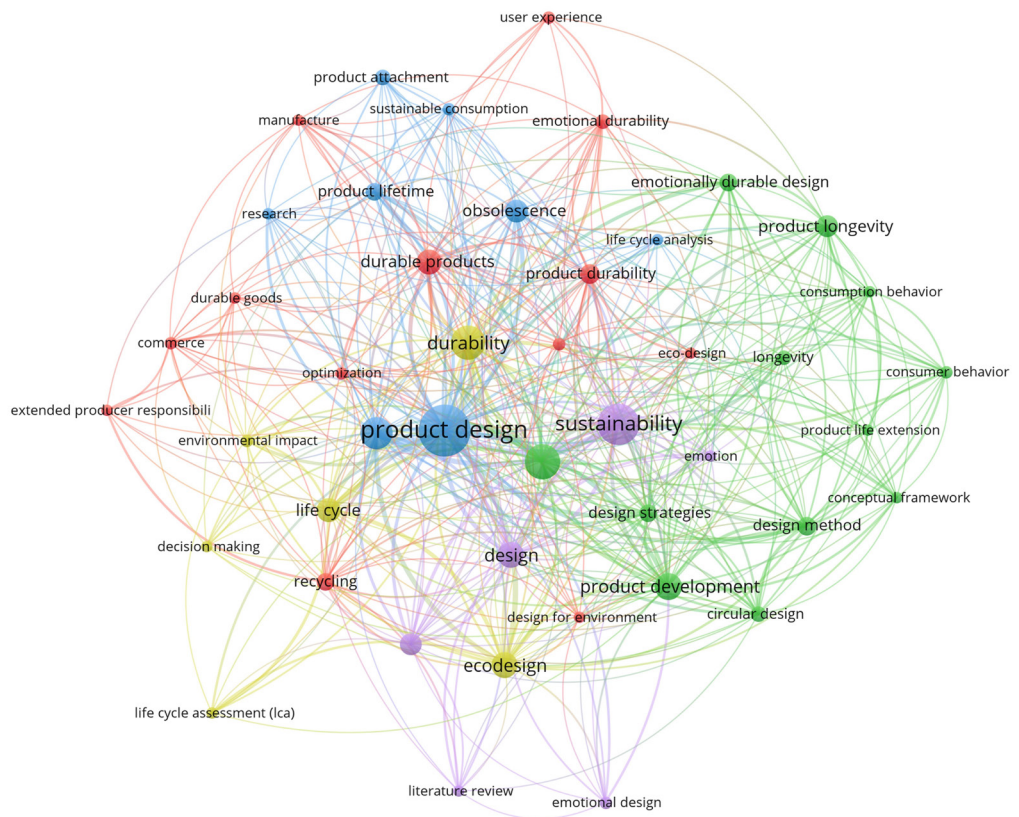 user experience
product attachment
sustainable consumption
manufacture
emotional durability
emotionally durable design
product lifetime
obsolescence
research
product longevity
life cycle analysis
durable products
product durability
consumption behavior
durable goods
commerce
durability
eco-design
longevity
optimization
consumer behavior
extended producer responsibili
product design
sustainability
product life extension
environmental impact
emotion
conceptual framework
life cycle
design strategies
design method
decision making
design
recycling
product development
design for environment
circular design
ecodesign
life cycle assessment (lca)
literature review
emotional design